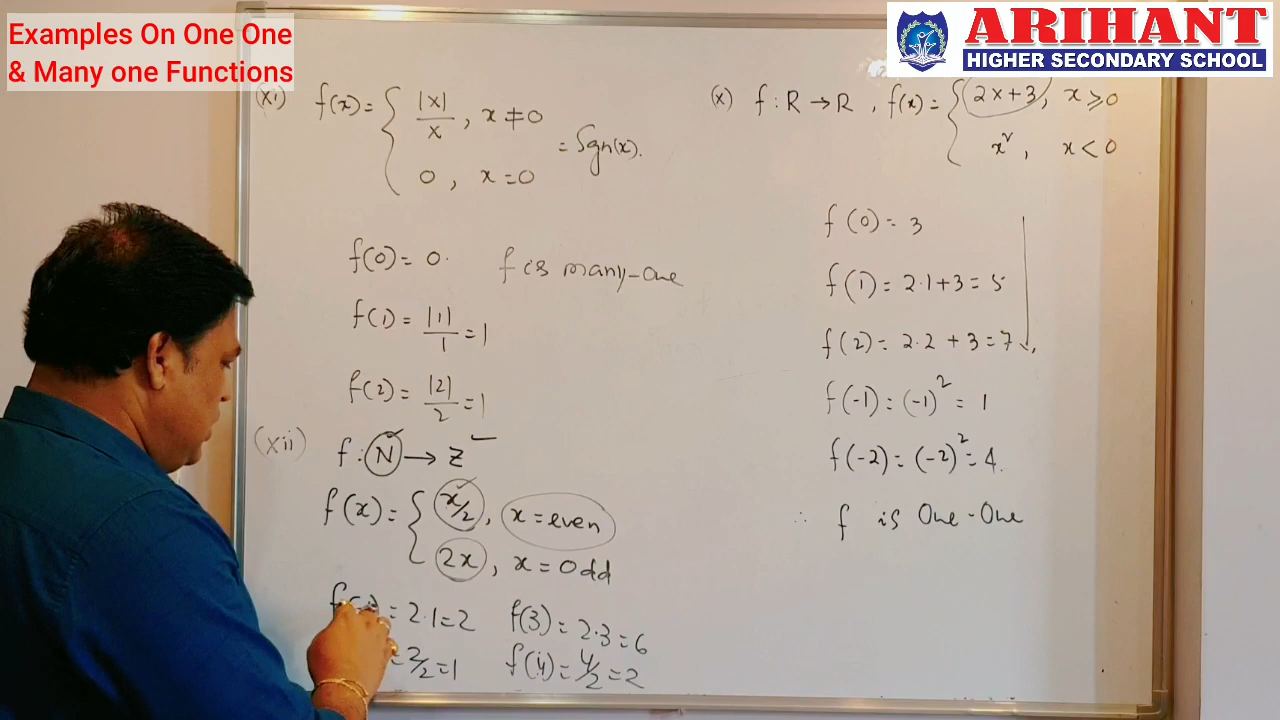 Examples On One One
& Many one Functions
ARIHANT
HIGHER SECONDARY SCHOOL
(xi) f(x) = { |x|/x, x ≠ 0
0, x = 0
= Sgn(x).
f(0) = 0. f is many-one
f(1) = |1|/1 = 1
f(2) = |2|/2 = 1
(xii) f : N → Z
f(x) = { x/2, x = even
2x, x = odd
= 2.1 = 2 f(3) = 2.3 = 6
= 2/2 = 1 f(4) = 4/2 = 2
(x) f : R → R, f(x) = { 2x+3, x ⩾ 0
x², x < 0
f(0) = 3
f(1) = 2.1+3 = 5
f(2) = 2.2 + 3 = 7,
f(-1) = (-1)² = 1
f(-2) = (-2)² = 4.
∴ f is One-One